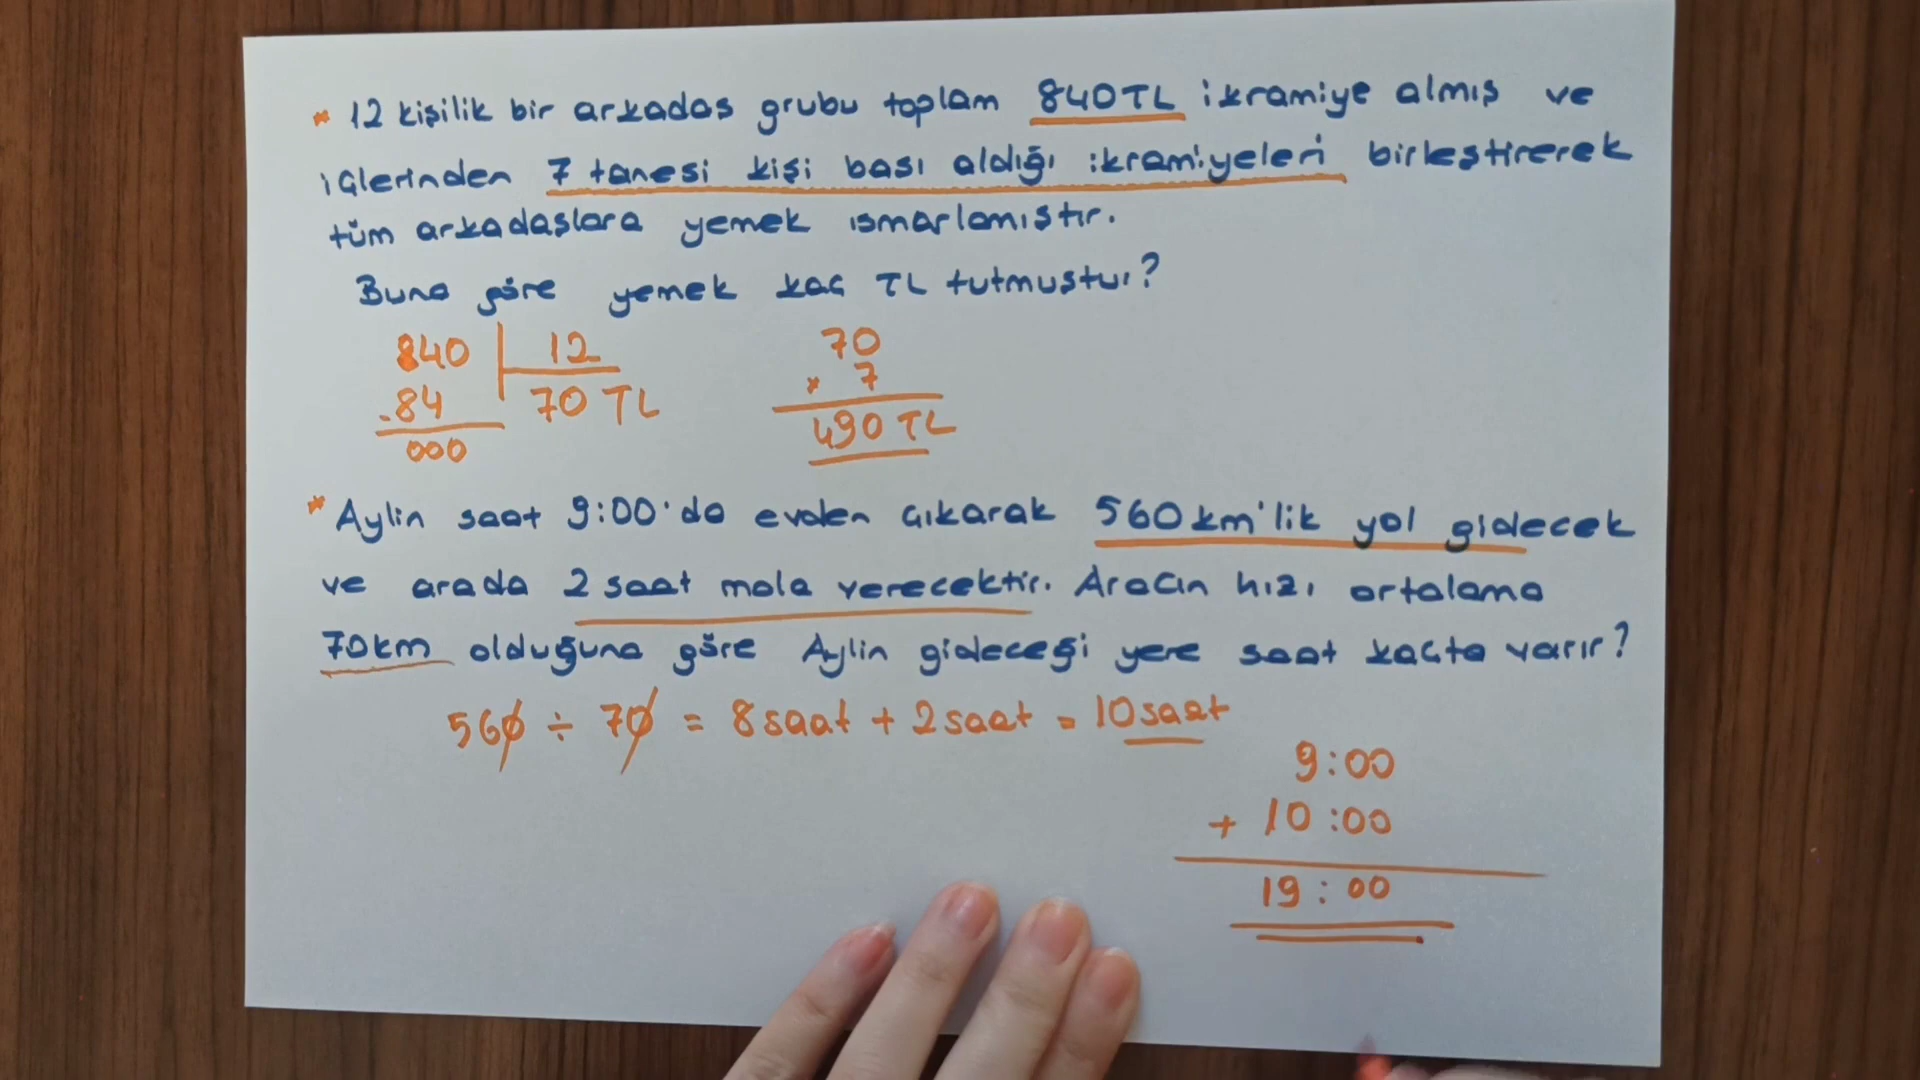 * 12 kişilik bir arkadaş grubu toplam 840TL ikramiye almış ve
içlerinden 7 tanesi kişi bası aldığı ikramiyeleri birleştirerek
tüm arkadaşlara yemek ısmarlamıştır.
Buna göre yemek kaç TL tutmuştur?
840 | 12
-84 70 TL
000
70
x 7
490 TL
* Aylin saat 9:00'da evden çıkarak 560km'lik yol gidecek
ve arada 2 saat mola verecektir. Aracın hızı ortalama
70km olduğuna göre Aylin gideceği yere saat kaçta varır?
560 ÷ 70 = 8saat + 2saat = 10saat
9:00
+ 10:00
19:00